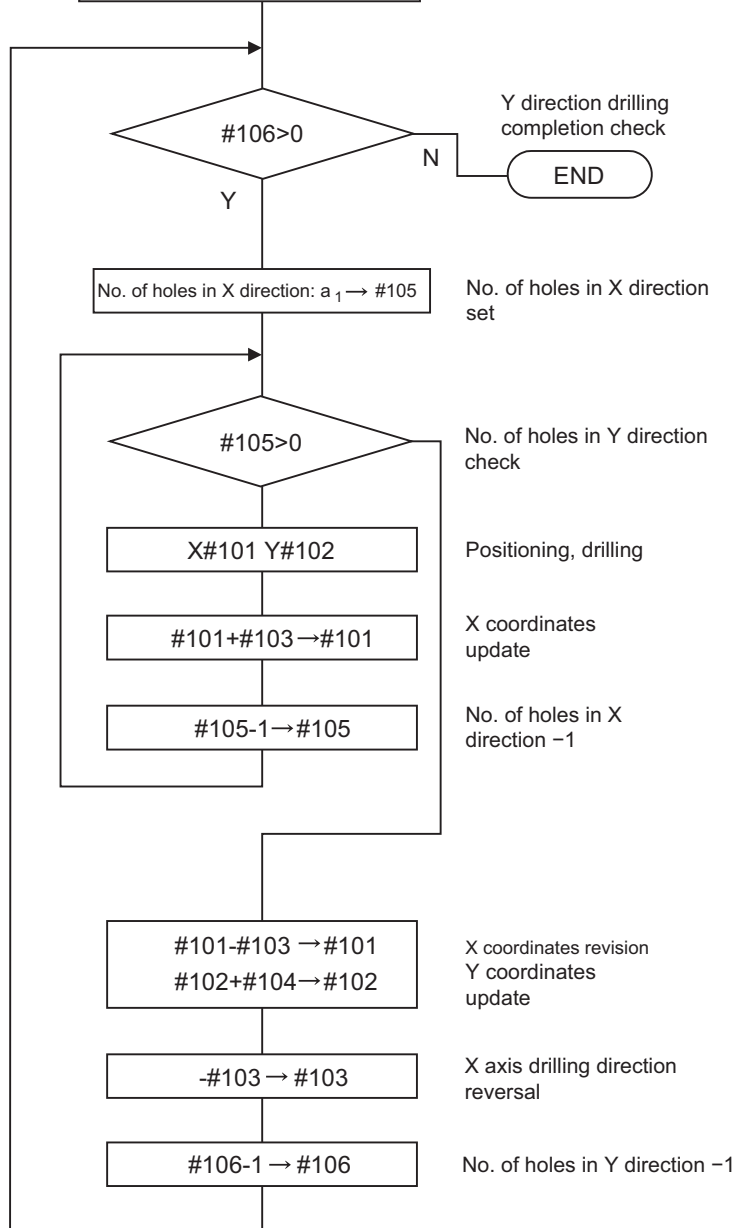 #106>0
Y direction drilling
completion check
N
END
Y
No. of holes in X direction: a 1 → #105
No. of holes in X direction
set
#105>0
No. of holes in Y direction
check
X#101 Y#102
Positioning, drilling
#101+#103→#101
X coordinates
update
#105-1→#105
No. of holes in X
direction −1
#101-#103 →#101
#102+#104→#102
X coordinates revision
Y coordinates
update
-#103 → #103
X axis drilling direction
reversal
#106-1 → #106
No. of holes in Y direction −1